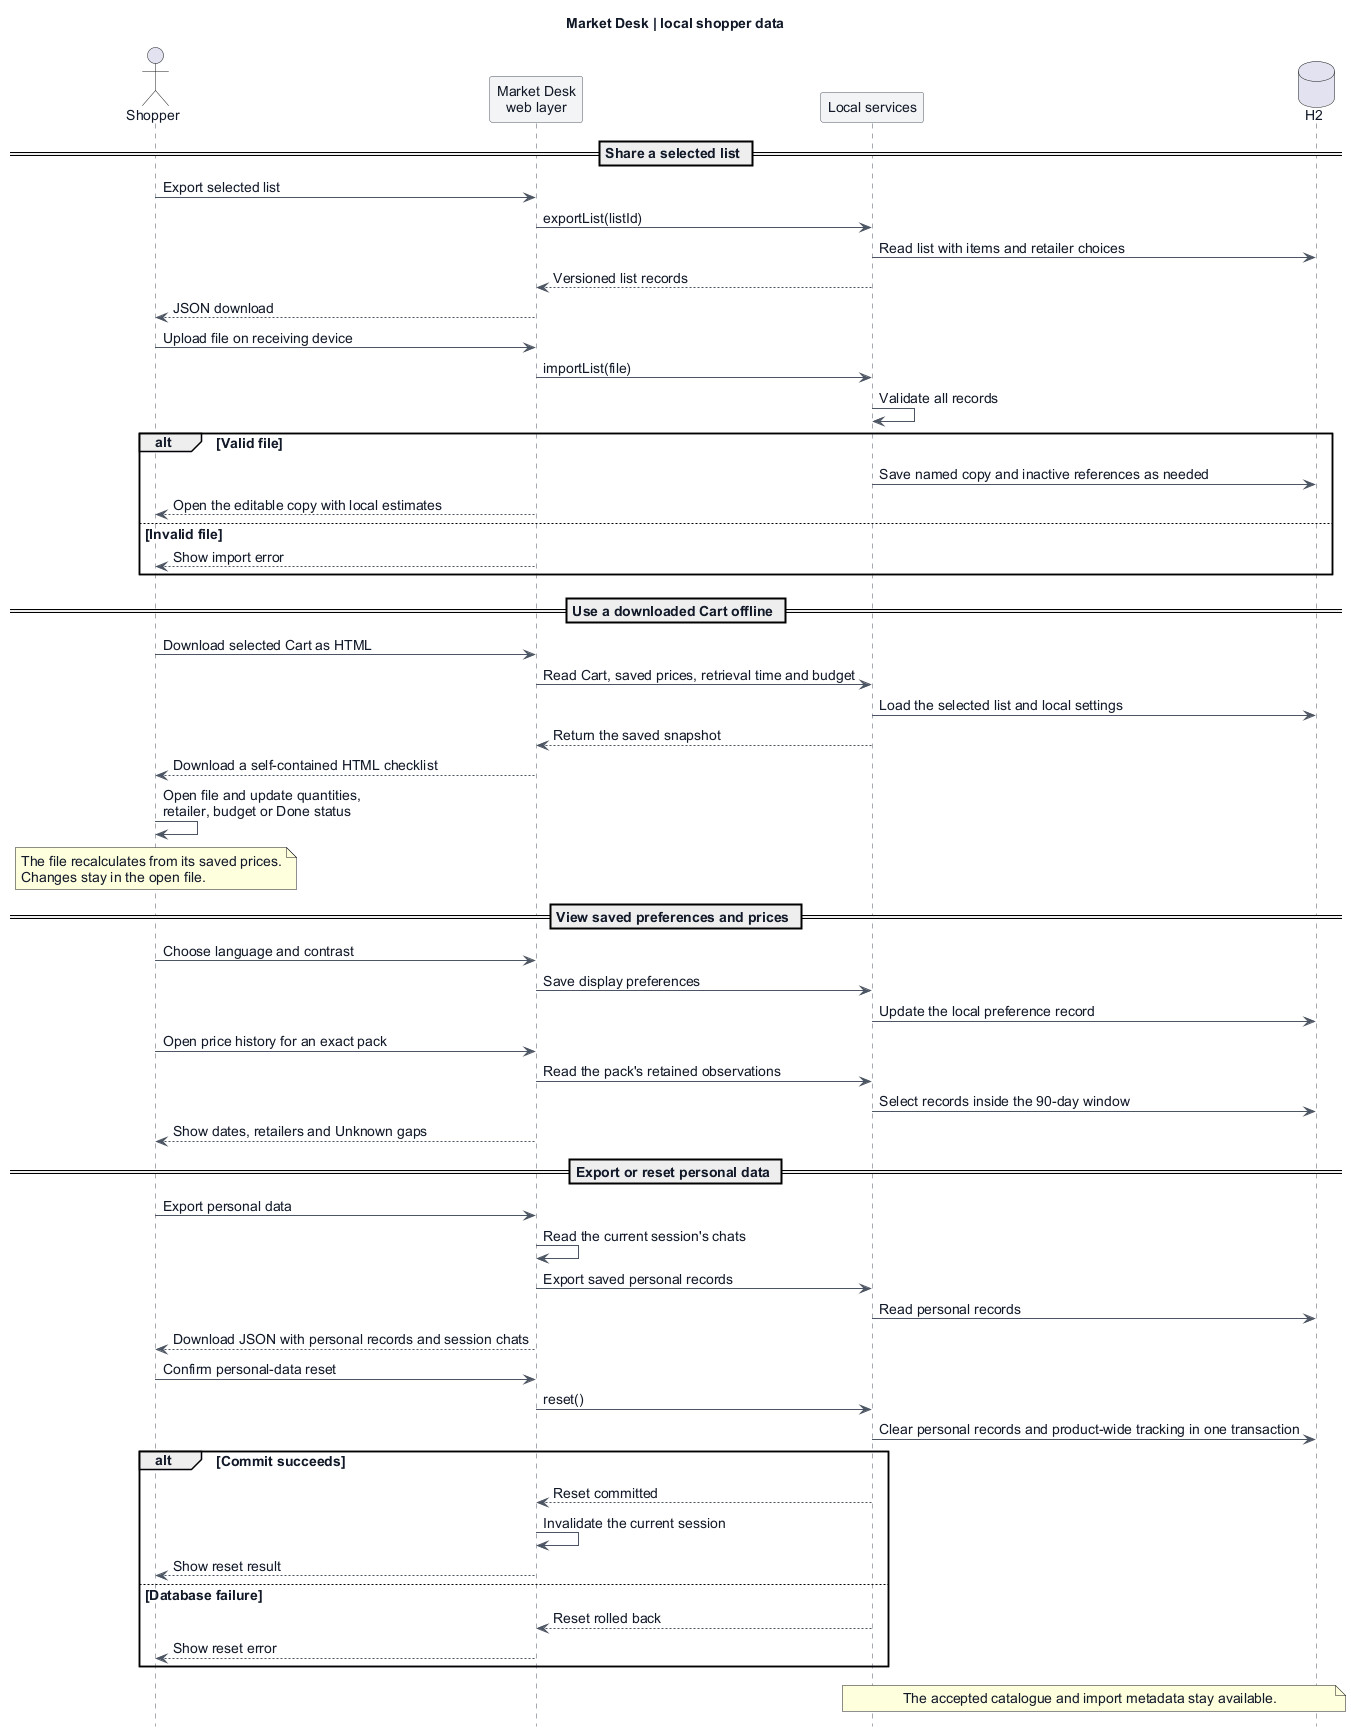 Market Desk | local shopper data
Shopper
Market Desk
web layer
Local services
H2
Share a selected list
Export selected list
exportList(listId)
Read list with items and retailer choices
Versioned list records
JSON download
Upload file on receiving device
importList(file)
Validate all records
alt
[Valid file]
Save named copy and inactive references as needed
Open the editable copy with local estimates
[Invalid file]
Show import error
Use a downloaded Cart offline
Download selected Cart as HTML
Read Cart, saved prices, retrieval time and budget
Load the selected list and local settings
Return the saved snapshot
Download a self-contained HTML checklist
Open file and update quantities,
retailer, budget or Done status
The file recalculates from its saved prices.
Changes stay in the open file.
View saved preferences and prices
Choose language and contrast
Save display preferences
Update the local preference record
Open price history for an exact pack
Read the pack's retained observations
Select records inside the 90-day window
Show dates, retailers and Unknown gaps
Export or reset personal data
Export personal data
Read the current session's chats
Export saved personal records
Read personal records
Download JSON with personal records and session chats
Confirm personal-data reset
reset()
Clear personal records and product-wide tracking in one transaction
alt
[Commit succeeds]
Reset committed
Invalidate the current session
Show reset result
[Database failure]
Reset rolled back
Show reset error
The accepted catalogue and import metadata stay available.